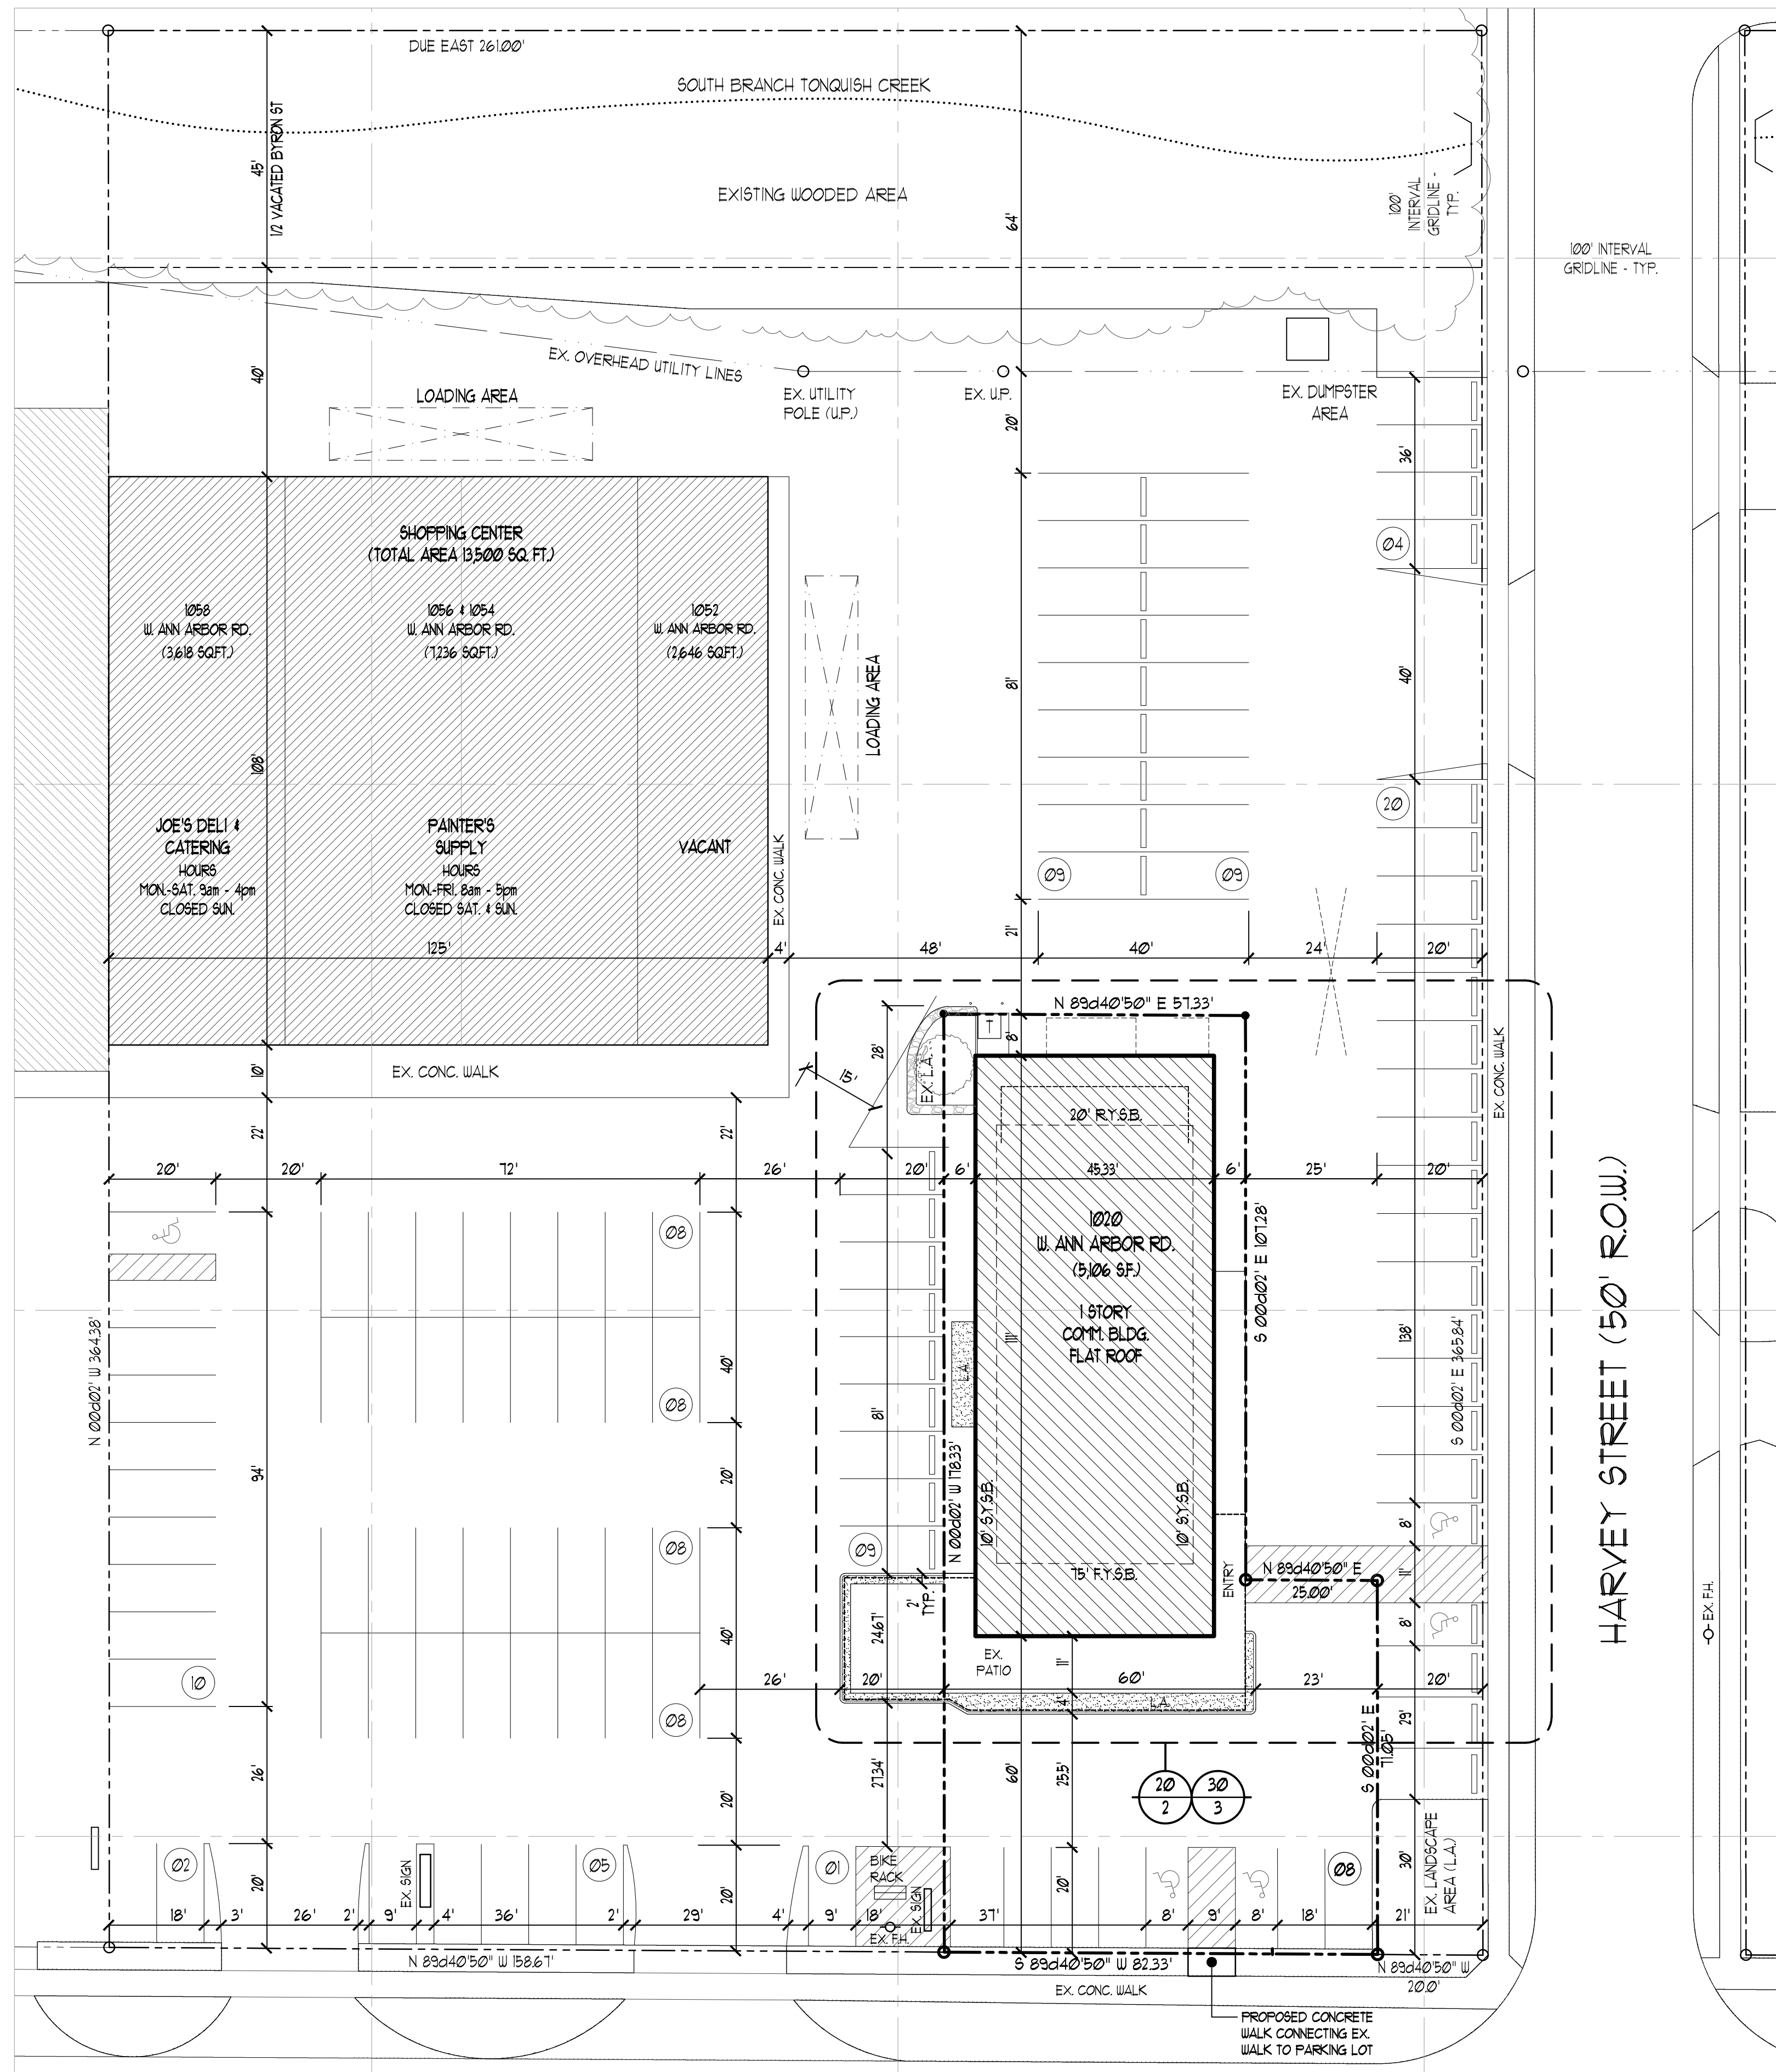 DUE EAST 261.00'
SOUTH BRANCH TONQUISH CREEK
45'
1/2 VACATED BYRON ST
EXISTING WOODED AREA
64'
100'
INTERVAL
GRIDLINE -
TYP.
100' INTERVAL
GRIDLINE - TYP.
EX. OVERHEAD UTILITY LINES
40'
LOADING AREA
EX. UTILITY
POLE (U.P.)
EX. U.P.
EX. DUMPSTER
AREA
20'
36'
04
SHOPPING CENTER
(TOTAL AREA 13,500 SQ. FT.)
1058
W. ANN ARBOR RD.
(3,618 SQ.FT.)
1056 & 1054
W. ANN ARBOR RD.
(7,236 SQ.FT.)
1052
W. ANN ARBOR RD.
(2,646 SQ.FT.)
LOADING AREA
81'
40'
108'
20
JOE'S DELI &
CATERING
HOURS
MON.-SAT. 9am - 4pm
CLOSED SUN.
PAINTER'S
SUPPLY
HOURS
MON.-FRI. 8am - 5pm
CLOSED SAT. & SUN.
VACANT
EX. CONC. WALK
09
09
21'
125'
4'
48'
40'
24'
20'
N 89d40'50" E 57.33'
EX. CONC. WALK
10'
EX. CONC. WALK
28'
15'
EX. L.A.
T
8'
20' R.Y.S.B.
22'
22'
20'
20'
72'
26'
20'
6'
45.33'
6'
25'
20'
08
1020
W. ANN ARBOR RD.
(5,106 S.F.)
1 STORY
COMM. BLDG.
FLAT ROOF
S 00d02' E 107.28'
HARVEY STREET (50' R.O.W.)
N 00d02' W 364.38'
40'
08
111'
L.A.
81'
138'
S 00d02' E 365.84'
94'
20'
N 00d02' W 178.33'
10' S.Y.S.B.
10' S.Y.S.B.
8'
08
09
75' F.Y.S.B.
ENTRY
N 89d40'50" E
25.00'
11'
2'
TYP.
24.67'
8'
EX. F.H.
40'
10
EX.
PATIO
11'
26'
20'
60'
23'
20'
4'
L.A.
08
29'
S 00d02' E
71.05'
26'
20'
27.34'
60'
25.5'
20
2
30
3
02
EX. SIGN
05
01
BIKE
RACK
EX. SIGN
08
30'
EX. LANDSCAPE
AREA (L.A.)
20'
20'
20'
18'
3'
26'
2'
9'
4'
36'
2'
29'
4'
9'
18'
37'
8'
9'
8'
18'
21'
EX. F.H.
N 89d40'50" W 158.67'
S 89d40'50" W 82.33'
N 89d40'50" W
20.0'
EX. CONC. WALK
PROPOSED CONCRETE
WALK CONNECTING EX.
WALK TO PARKING LOT